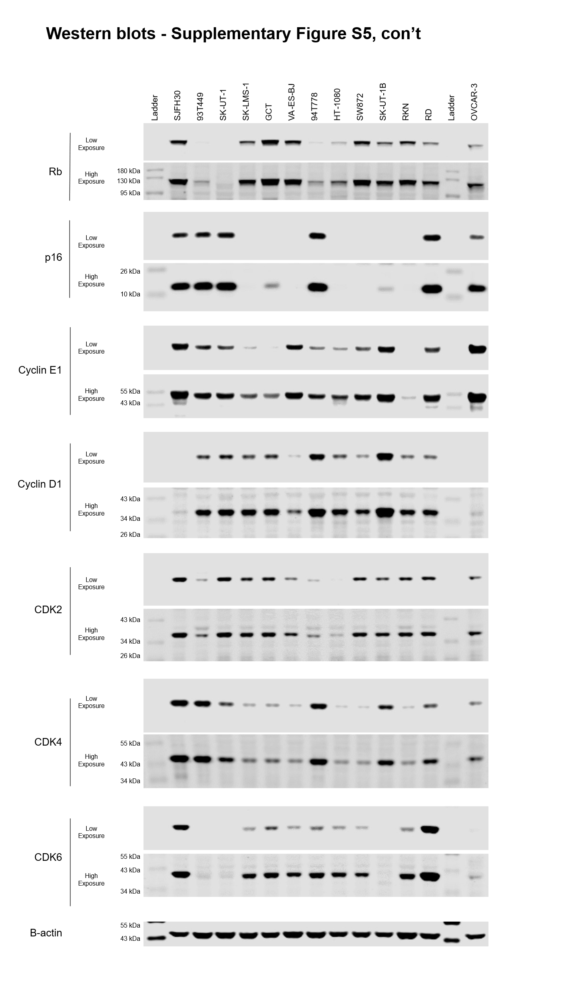 Western blots - Supplementary Figure S5, con’t
Ladder
SJFH30
93T449
SK-UT-1
SK-LMS-1
GCT
VA-ES-BJ
94T778
HT-1080
SW872
SK-UT-1B
RKN
RD
Ladder
OVCAR-3
Rb
Low
Exposure
High
Exposure
180 kDa
130 kDa
95 kDa
p16
Low
Exposure
High
Exposure
26 kDa
10 kDa
Cyclin E1
Low
Exposure
High
Exposure
55 kDa
43 kDa
Cyclin D1
Low
Exposure
High
Exposure
43 kDa
34 kDa
26 kDa
CDK2
Low
Exposure
High
Exposure
43 kDa
34 kDa
26 kDa
CDK4
Low
Exposure
High
Exposure
55 kDa
43 kDa
34 kDa
CDK6
Low
Exposure
High
Exposure
55 kDa
43 kDa
34 kDa
B-actin
55 kDa
43 kDa